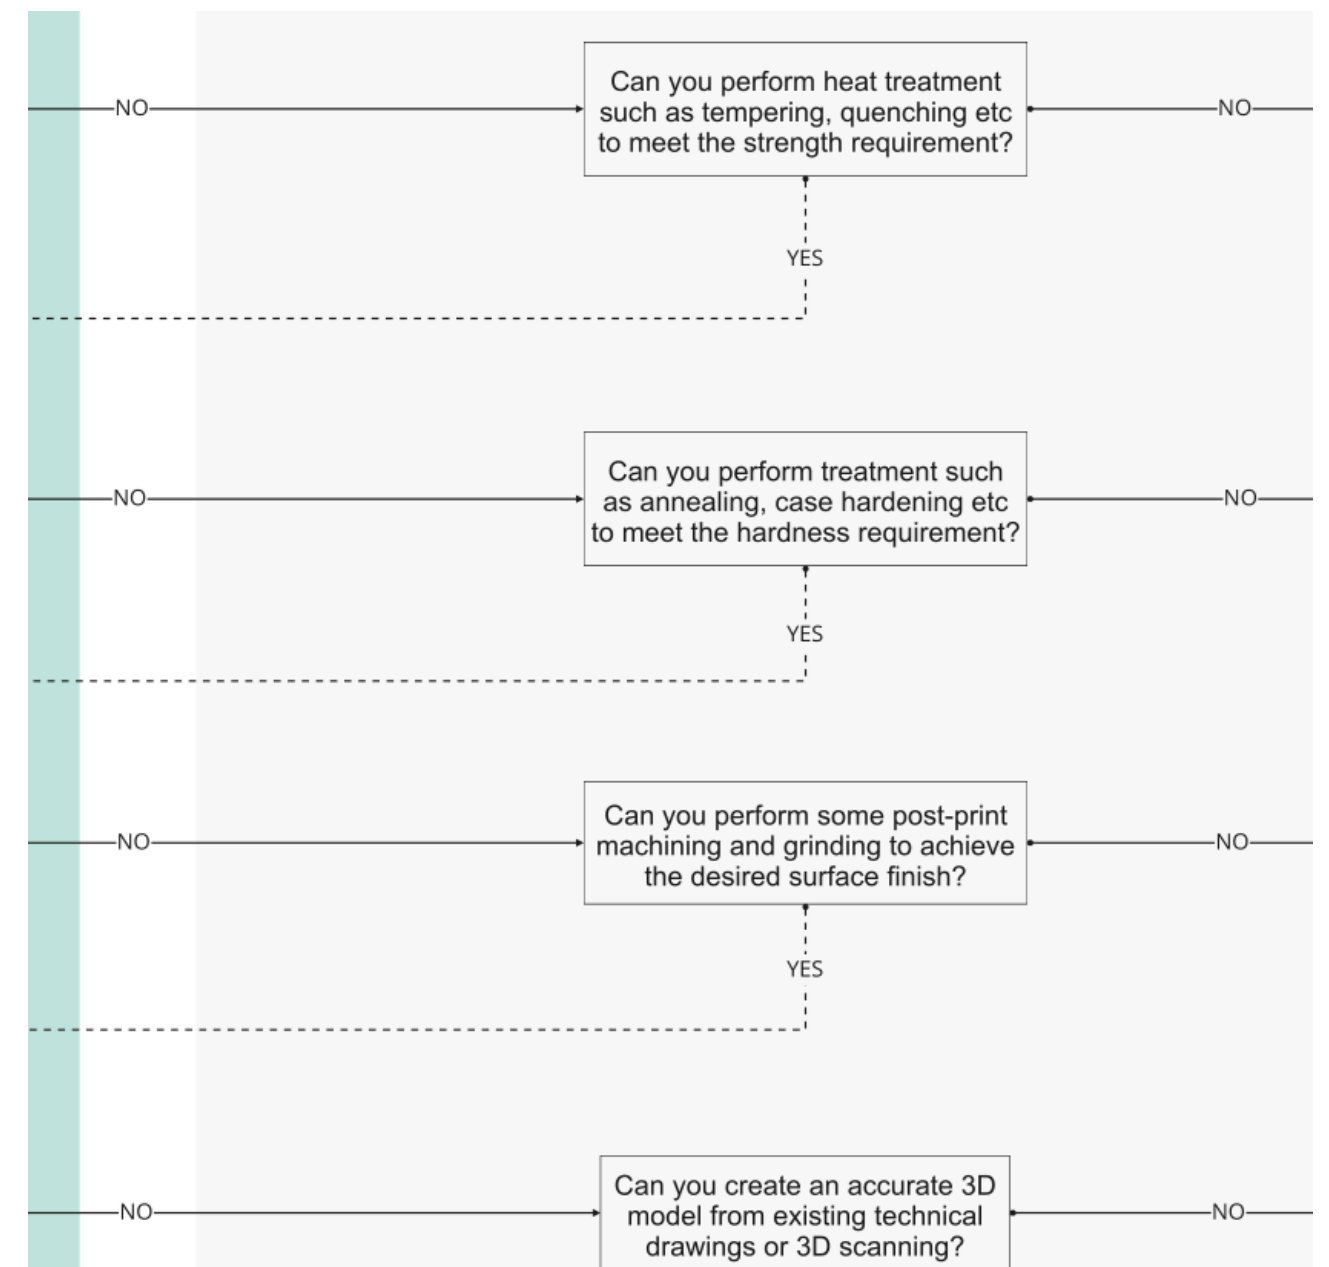 NO
Can you perform heat treatment
such as tempering, quenching etc
to meet the strength requirement?
NO
YES
NO
Can you perform treatment such
as annealing, case hardening etc
to meet the hardness requirement?
NO
YES
NO
Can you perform some post-print
machining and grinding to achieve
the desired surface finish?
NO
YES
NO
Can you create an accurate 3D
model from existing technical
drawings or 3D scanning?
NO